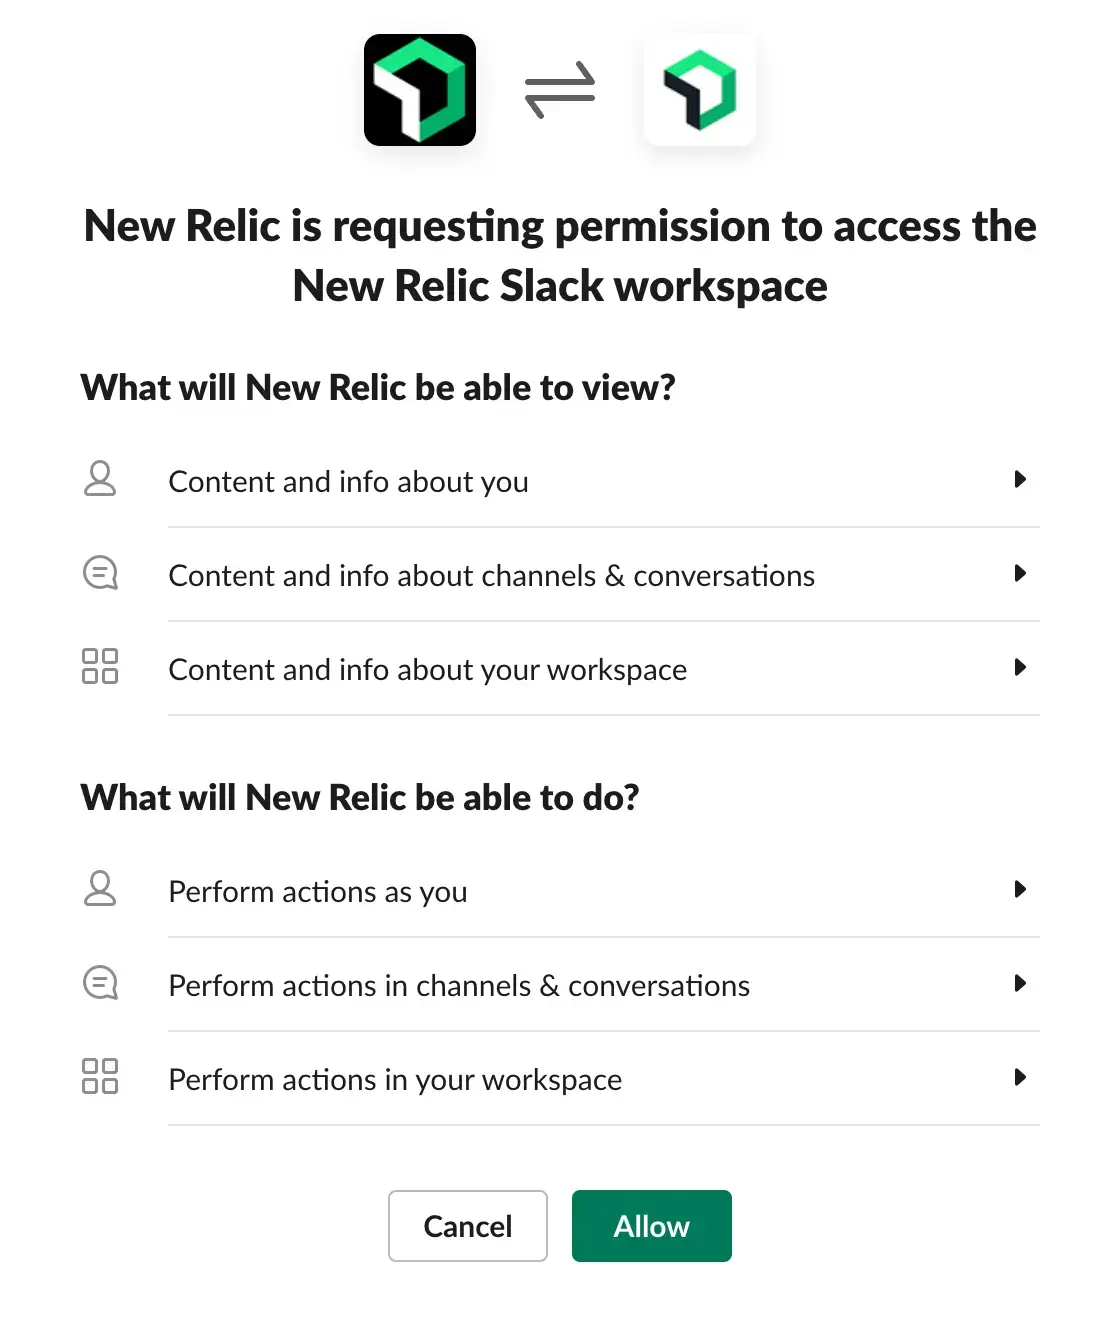 New Relic is requesting permission to access the
New Relic Slack workspace
What will New Relic be able to view?
Content and info about you
Content and info about channels & conversations
Content and info about your workspace
What will New Relic be able to do?
Perform actions as you
Perform actions in channels & conversations
Perform actions in your workspace
Cancel
Allow